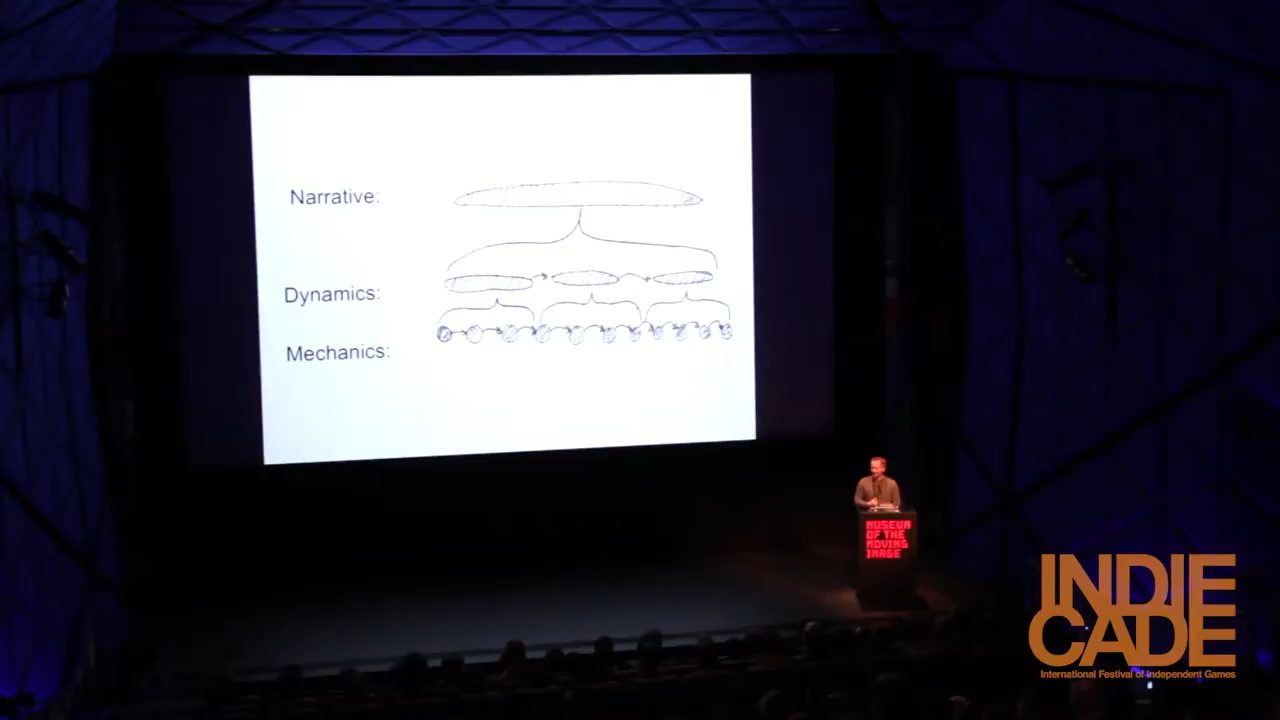 Narrative:
Dynamics:
Mechanics:
MUSEUM
OF THE
MOVING
IMAGE
INDIE
CADE
International Festival of Independent Games